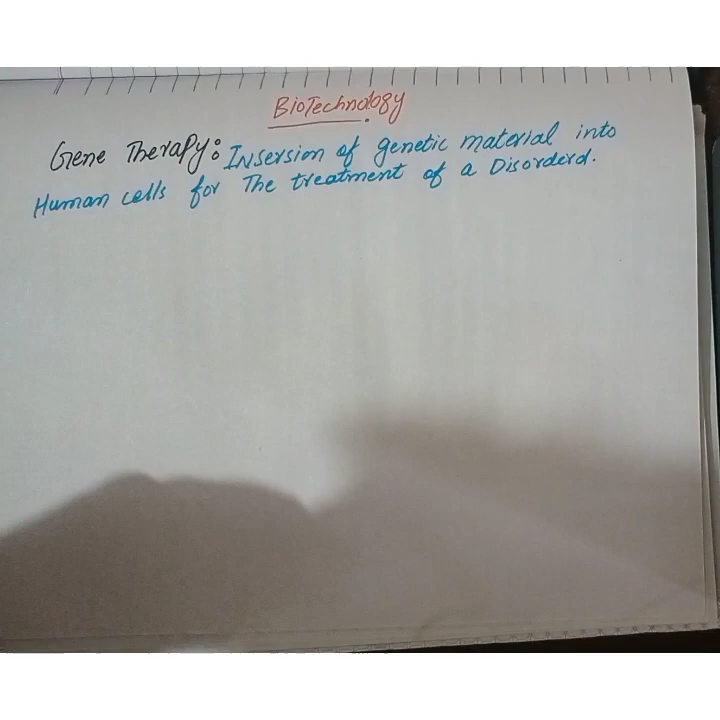 BioTechnology
Gene Therapy: Insersion of genetic material into
Human cells for The treatment of a Disorderd.